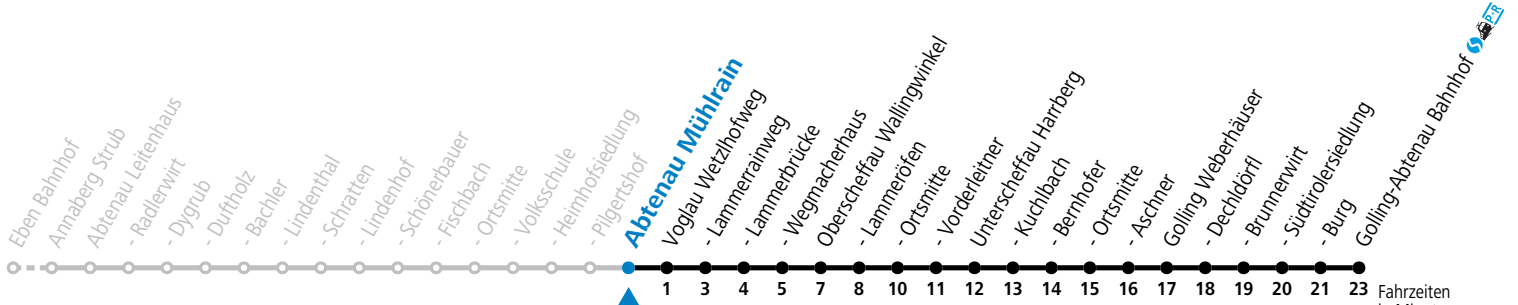 Eben Bahnhof
Annaberg Strub
Abtenau Leitenhaus
- Radlerwirt
- Dygrub
- Duftholz
- Bachler
- Lindenthal
- Schratten
- Lindenhof
- Schönerbauer
- Fischbach
- Ortsmitte
- Volksschule
- Heimhofsiedlung
- Pilgertshof
Abtenau Mühlrain
Voglau Wetzlhofweg
- Lammerrainweg
- Lammerbrücke
- Wegmacherhaus
Oberscheffau Wallingwinkel
- Lammeröfen
- Ortsmitte
- Vorderleitner
Unterscheffau Harrberg
- Kuchlbach
- Bernhofer
- Ortsmitte
- Aschner
Golling Weberhäuser
- Dechldörfl
- Brunnerwirt
- Südtirolersiedlung
- Burg
Golling-Abtenau Bahnhof S P+R
1 3 4 5 7 8 10 11 12 13 14 15 16 17 18 19 20 21 23 Fahrzeiten